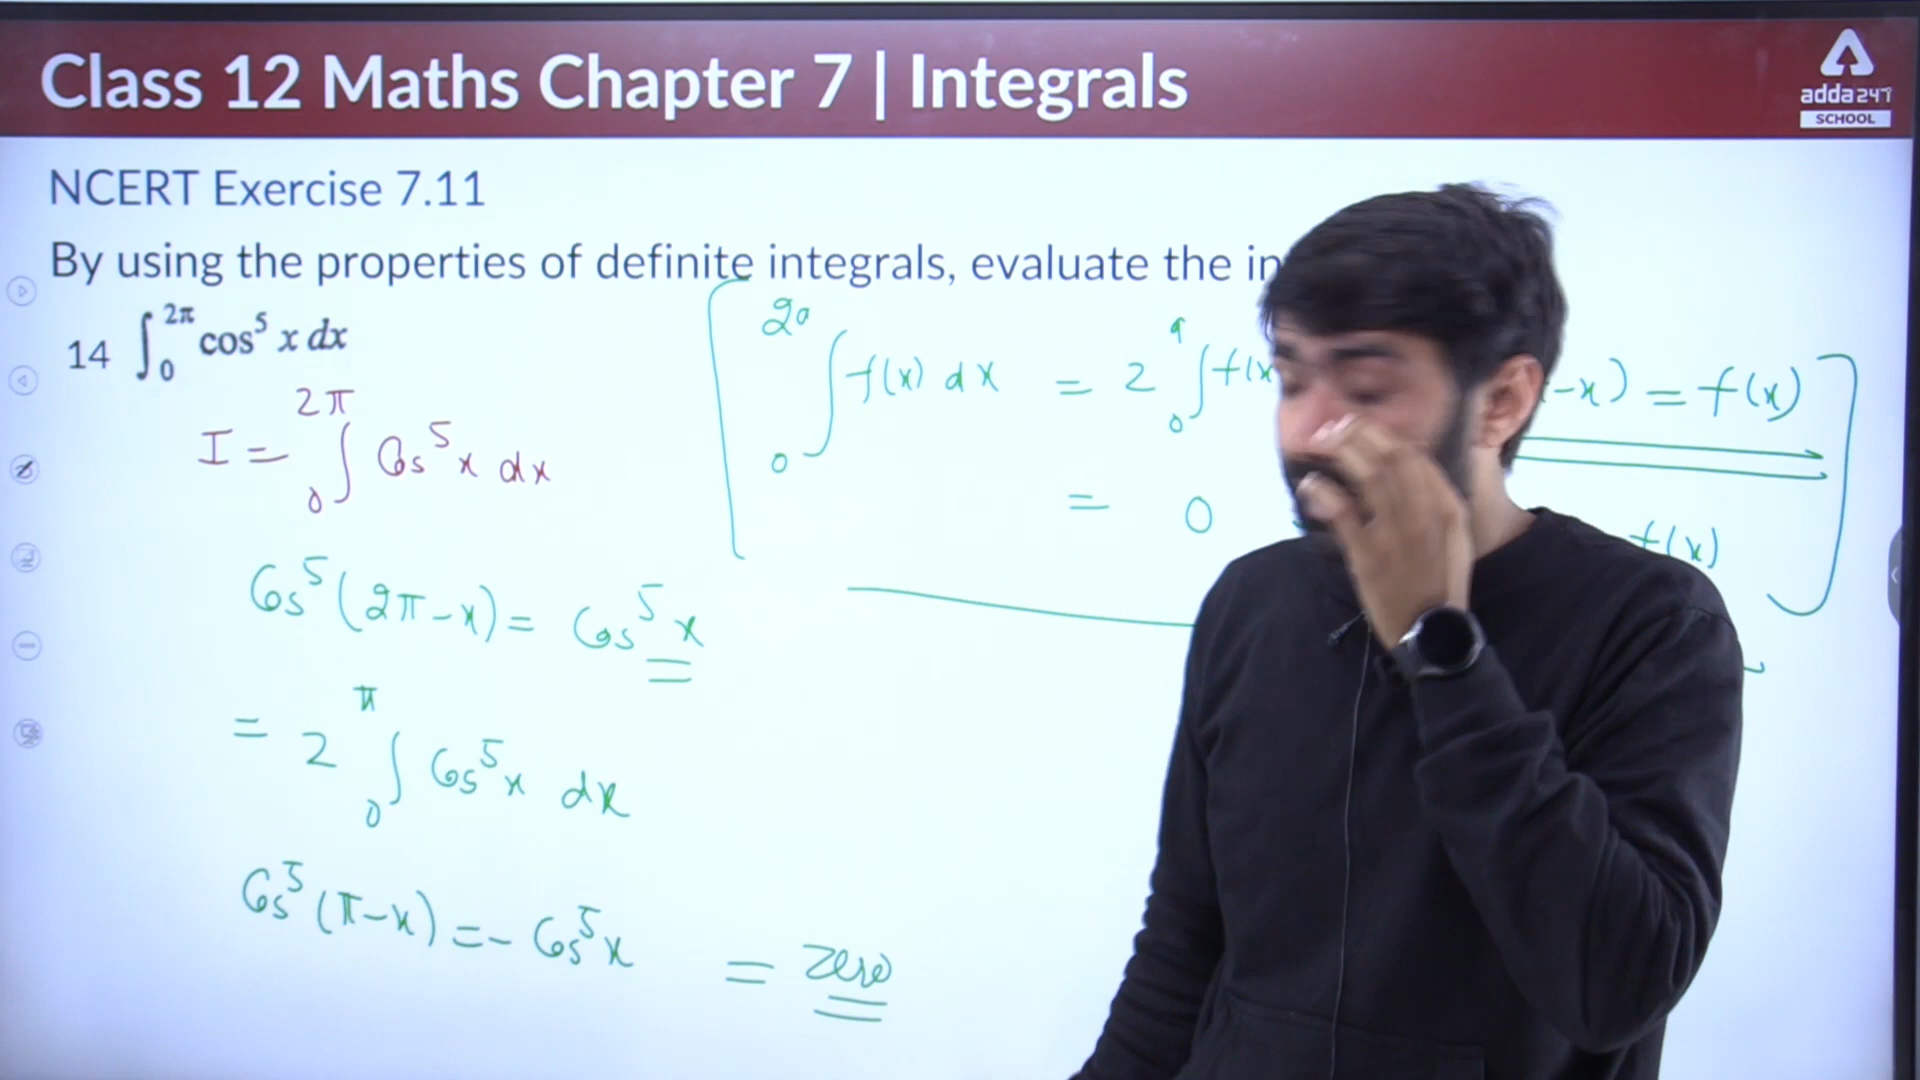 Class 12 Maths Chapter 7 | Integrals
adda247
SCHOOL
NCERT Exercise 7.11
By using the properties of definite integrals, evaluate the in
14 ∫₀^2π cos⁵ x dx
I = ∫₀^2π Cos⁵x dx
∫₀^2a f(x) dx = 2 ∫₀^a f(x -x) = f(x)
= 0 f(x)
Cos⁵(2π-x) = Cos⁵x
= 2 ∫₀^π Cos⁵x dx
Cos⁵(π-x) = - Cos⁵x = zero